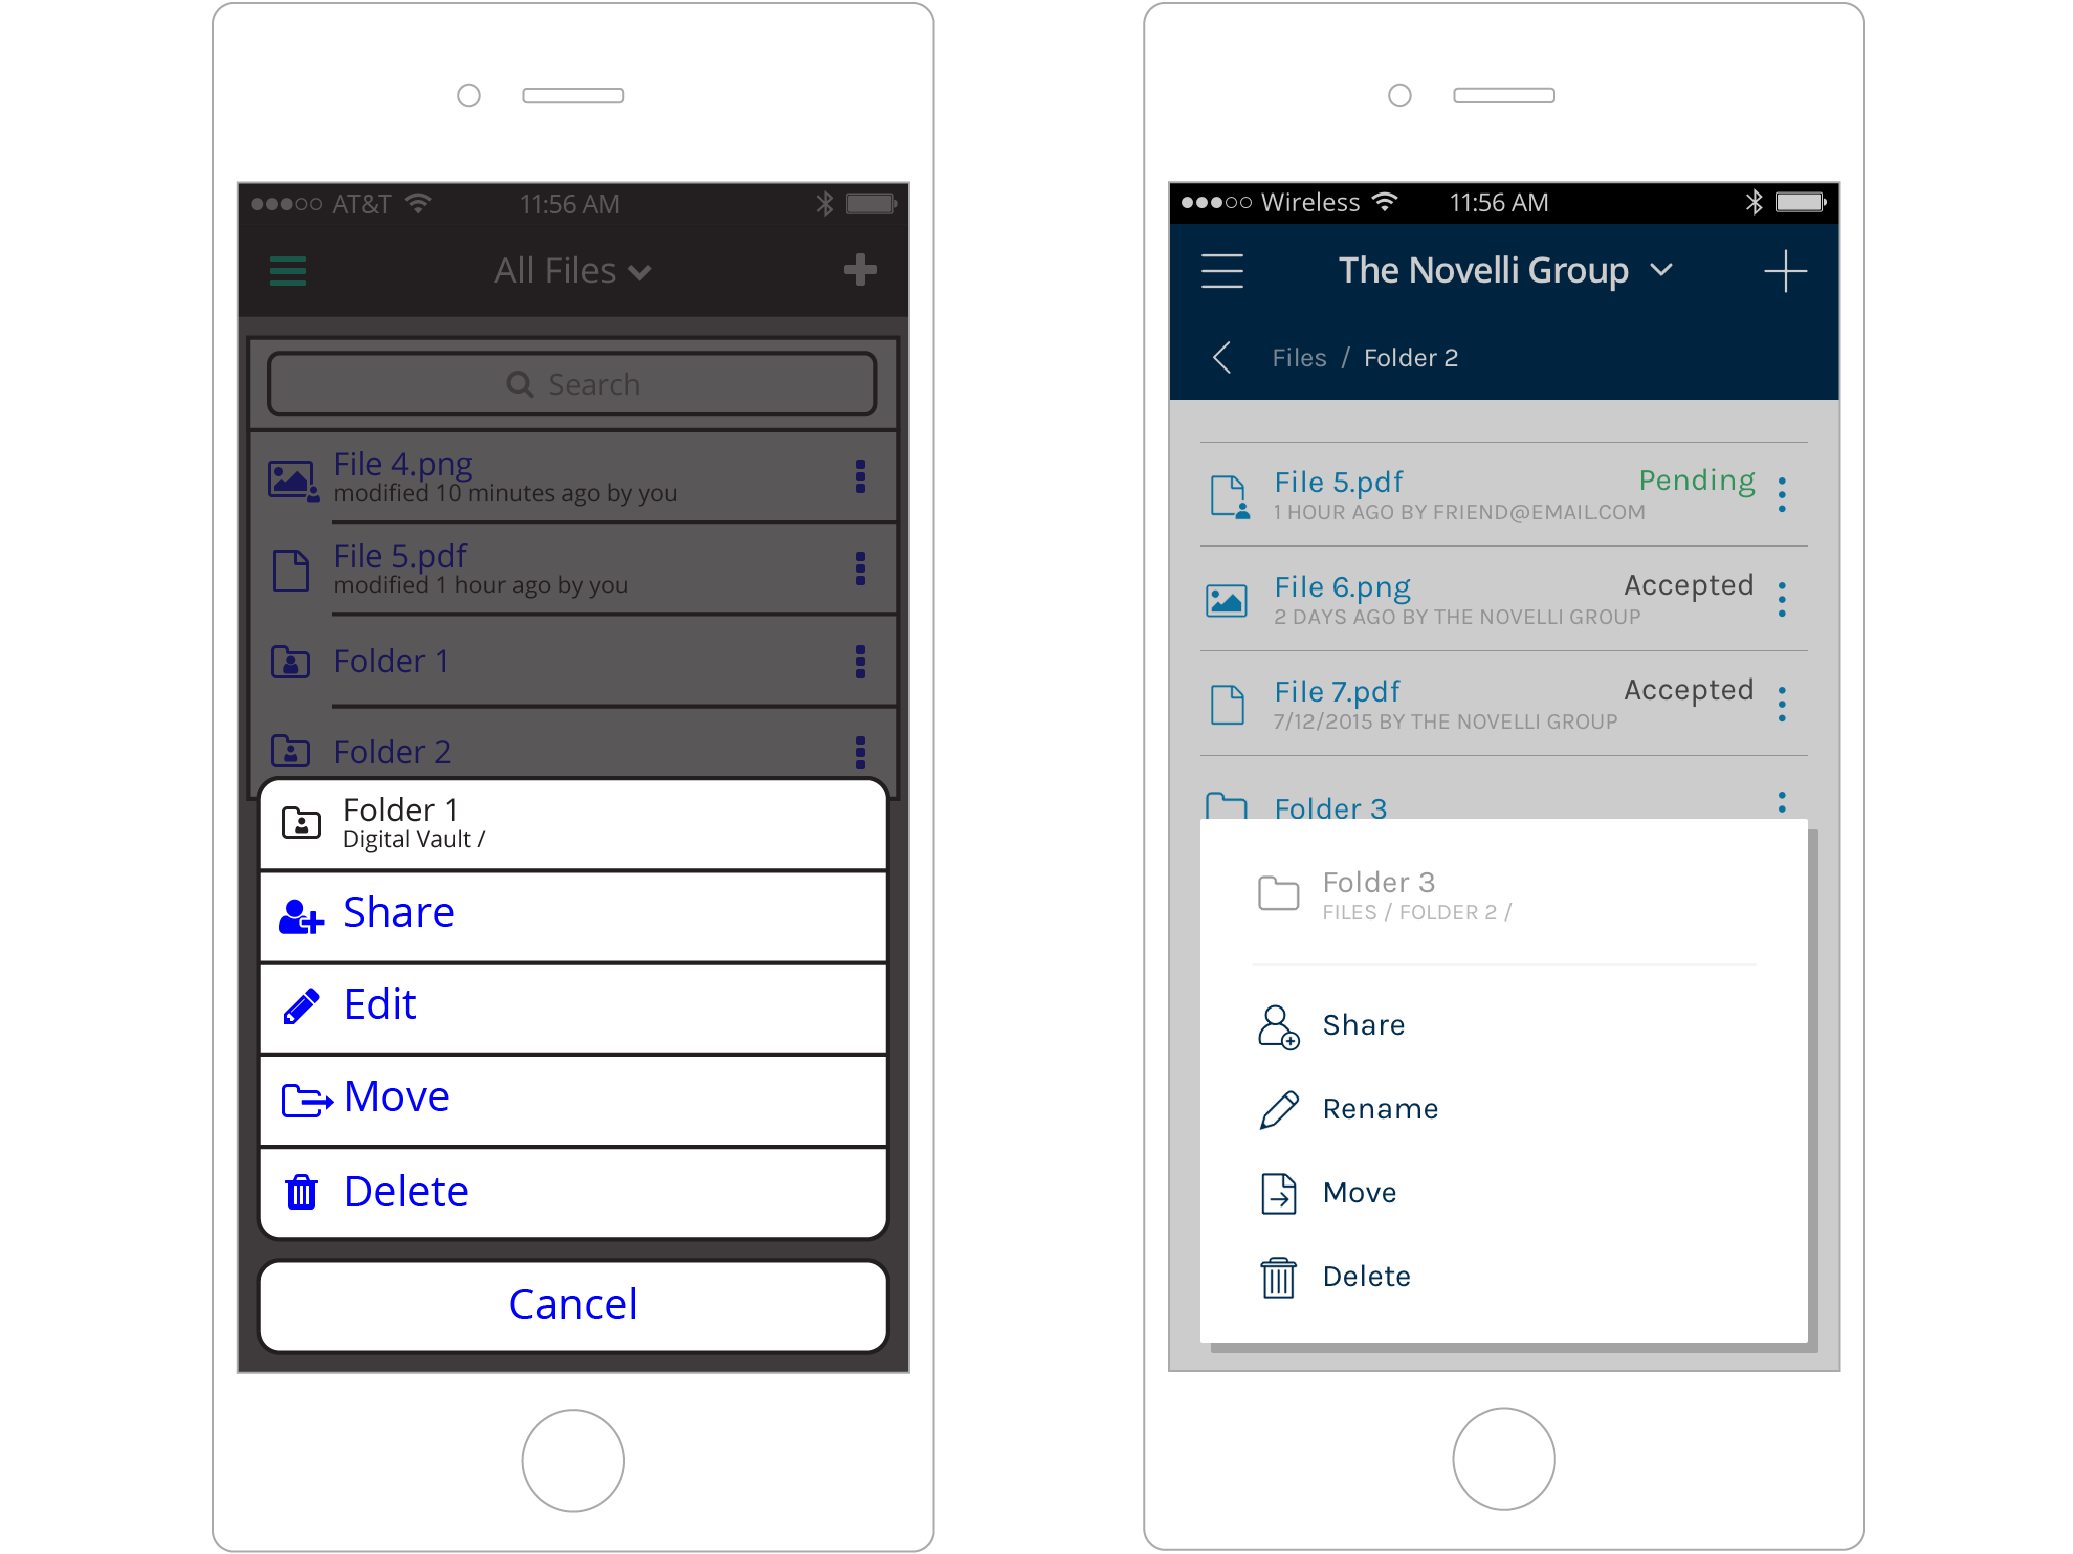 AT&T 11:56 AM
All Files
Search
File 4.png
modified 10 minutes ago by you
File 5.pdf
modified 1 hour ago by you
Folder 1
Folder 2
Folder 1
Digital Vault /
Share
Edit
Move
Delete
Cancel
Wireless 11:56 AM
The Novelli Group
Files / Folder 2
File 5.pdf Pending
1 HOUR AGO BY FRIEND@EMAIL.COM
File 6.png Accepted
2 DAYS AGO BY THE NOVELLI GROUP
File 7.pdf Accepted
7/12/2015 BY THE NOVELLI GROUP
Folder 3
Folder 3
FILES / FOLDER 2 /
Share
Rename
Move
Delete